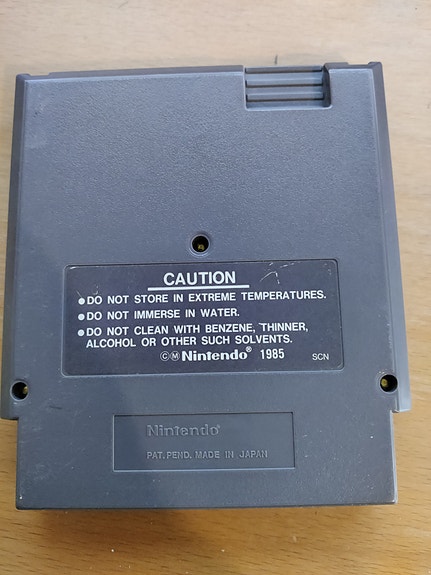 CAUTION
●DO NOT STORE IN EXTREME TEMPERATURES.
●DO NOT IMMERSE IN WATER.
●DO NOT CLEAN WITH BENZENE, THINNER,
ALCOHOL OR OTHER SUCH SOLVENTS.
©Ⓜ Nintendo® 1985 SCN
Nintendo®
PAT. PEND. MADE IN JAPAN